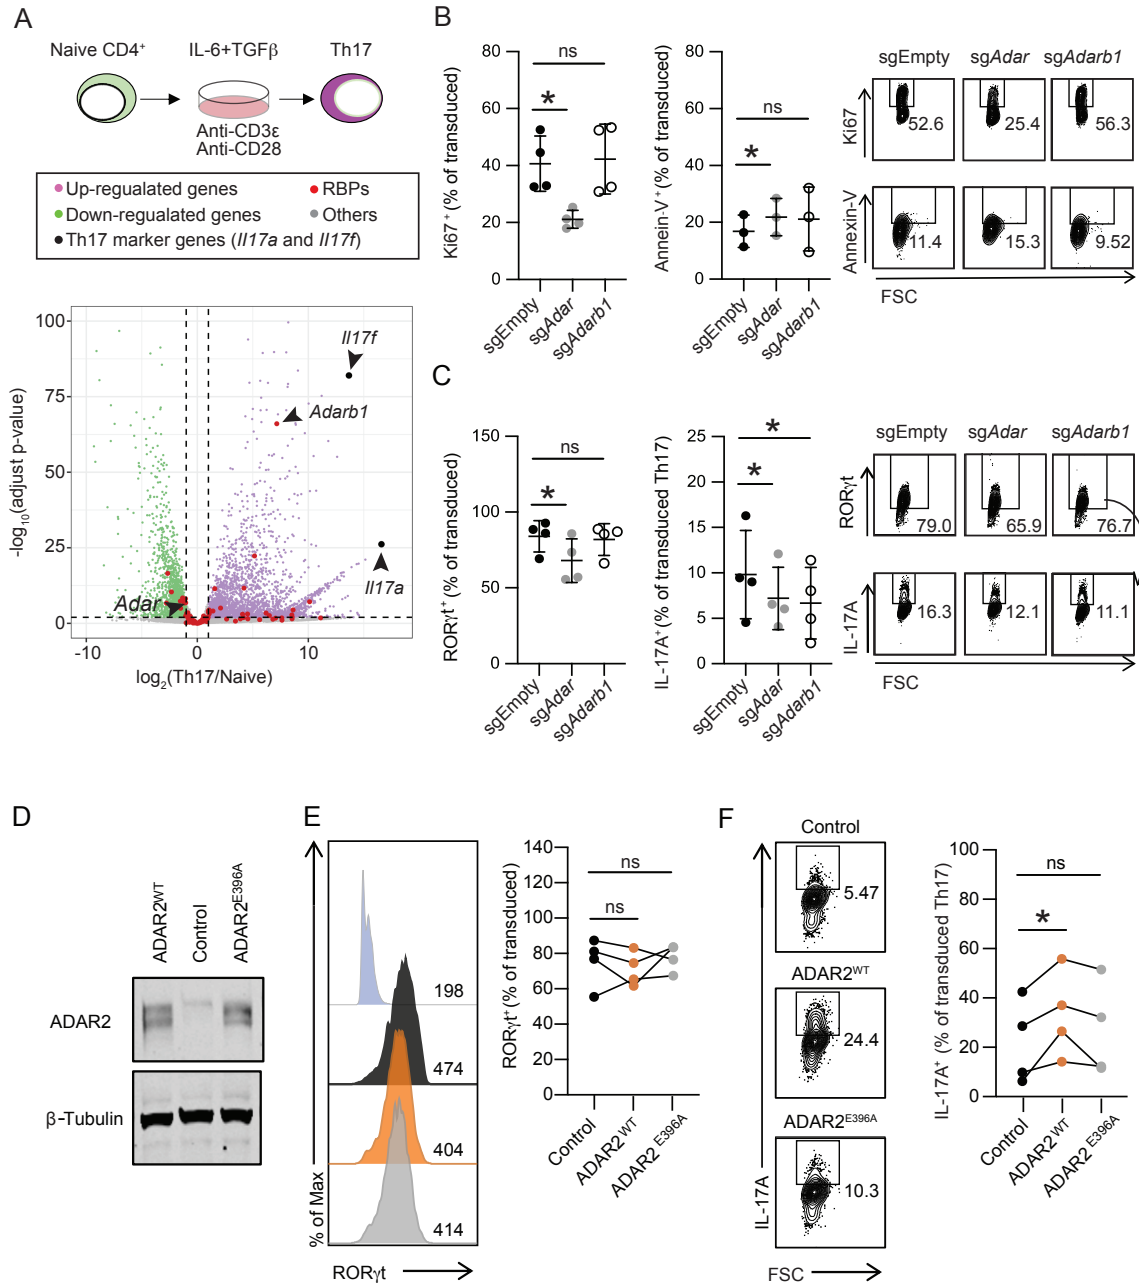 A
Naive CD4+
IL-6+TGFβ
Th17
Anti-CD3ε
Anti-CD28
Up-regualated genes
RBPs
Down-regualated genes
Others
Th17 marker genes (Il17a and Il17f)
100
75
50
25
0
-log10(adjust p-value)
Il17f
Adarb1
Il17a
Adar
-10
0
10
log2(Th17/Naive)
B
80
60
40
20
0
Ki67+ (% of transduced)
ns
*
sgEmpty
sgAdar
sgAdarb1
80
60
40
20
0
Annein-V+ (% of transduced)
ns
*
sgEmpty
sgAdar
sgAdarb1
sgEmpty
sgAdar
sgAdarb1
Ki67
52.6
25.4
56.3
Annexin-V
11.4
15.3
9.52
FSC
C
150
100
50
0
RORγt+ (% of transduced)
ns
*
sgEmpty
sgAdar
sgAdarb1
25
20
15
10
5
0
IL-17A+ (% of transduced Th17)
*
*
sgEmpty
sgAdar
sgAdarb1
sgEmpty
sgAdar
sgAdarb1
RORγt
79.0
65.9
76.7
IL-17A
16.3
12.1
11.1
FSC
D
ADAR2WT
Control
ADAR2E396A
ADAR2
β-Tubulin
E
% of Max
198
474
404
414
RORγt
140
120
100
80
60
40
20
0
RORγt+ (% of transduced)
ns
ns
Control
ADAR2WT
ADAR2E396A
F
Control
5.47
ADAR2WT
24.4
ADAR2E396A
10.3
IL-17A
FSC
100
80
60
40
20
0
IL-17A+ (% of transduced Th17)
ns
*
Control
ADAR2WT
ADAR2E396A